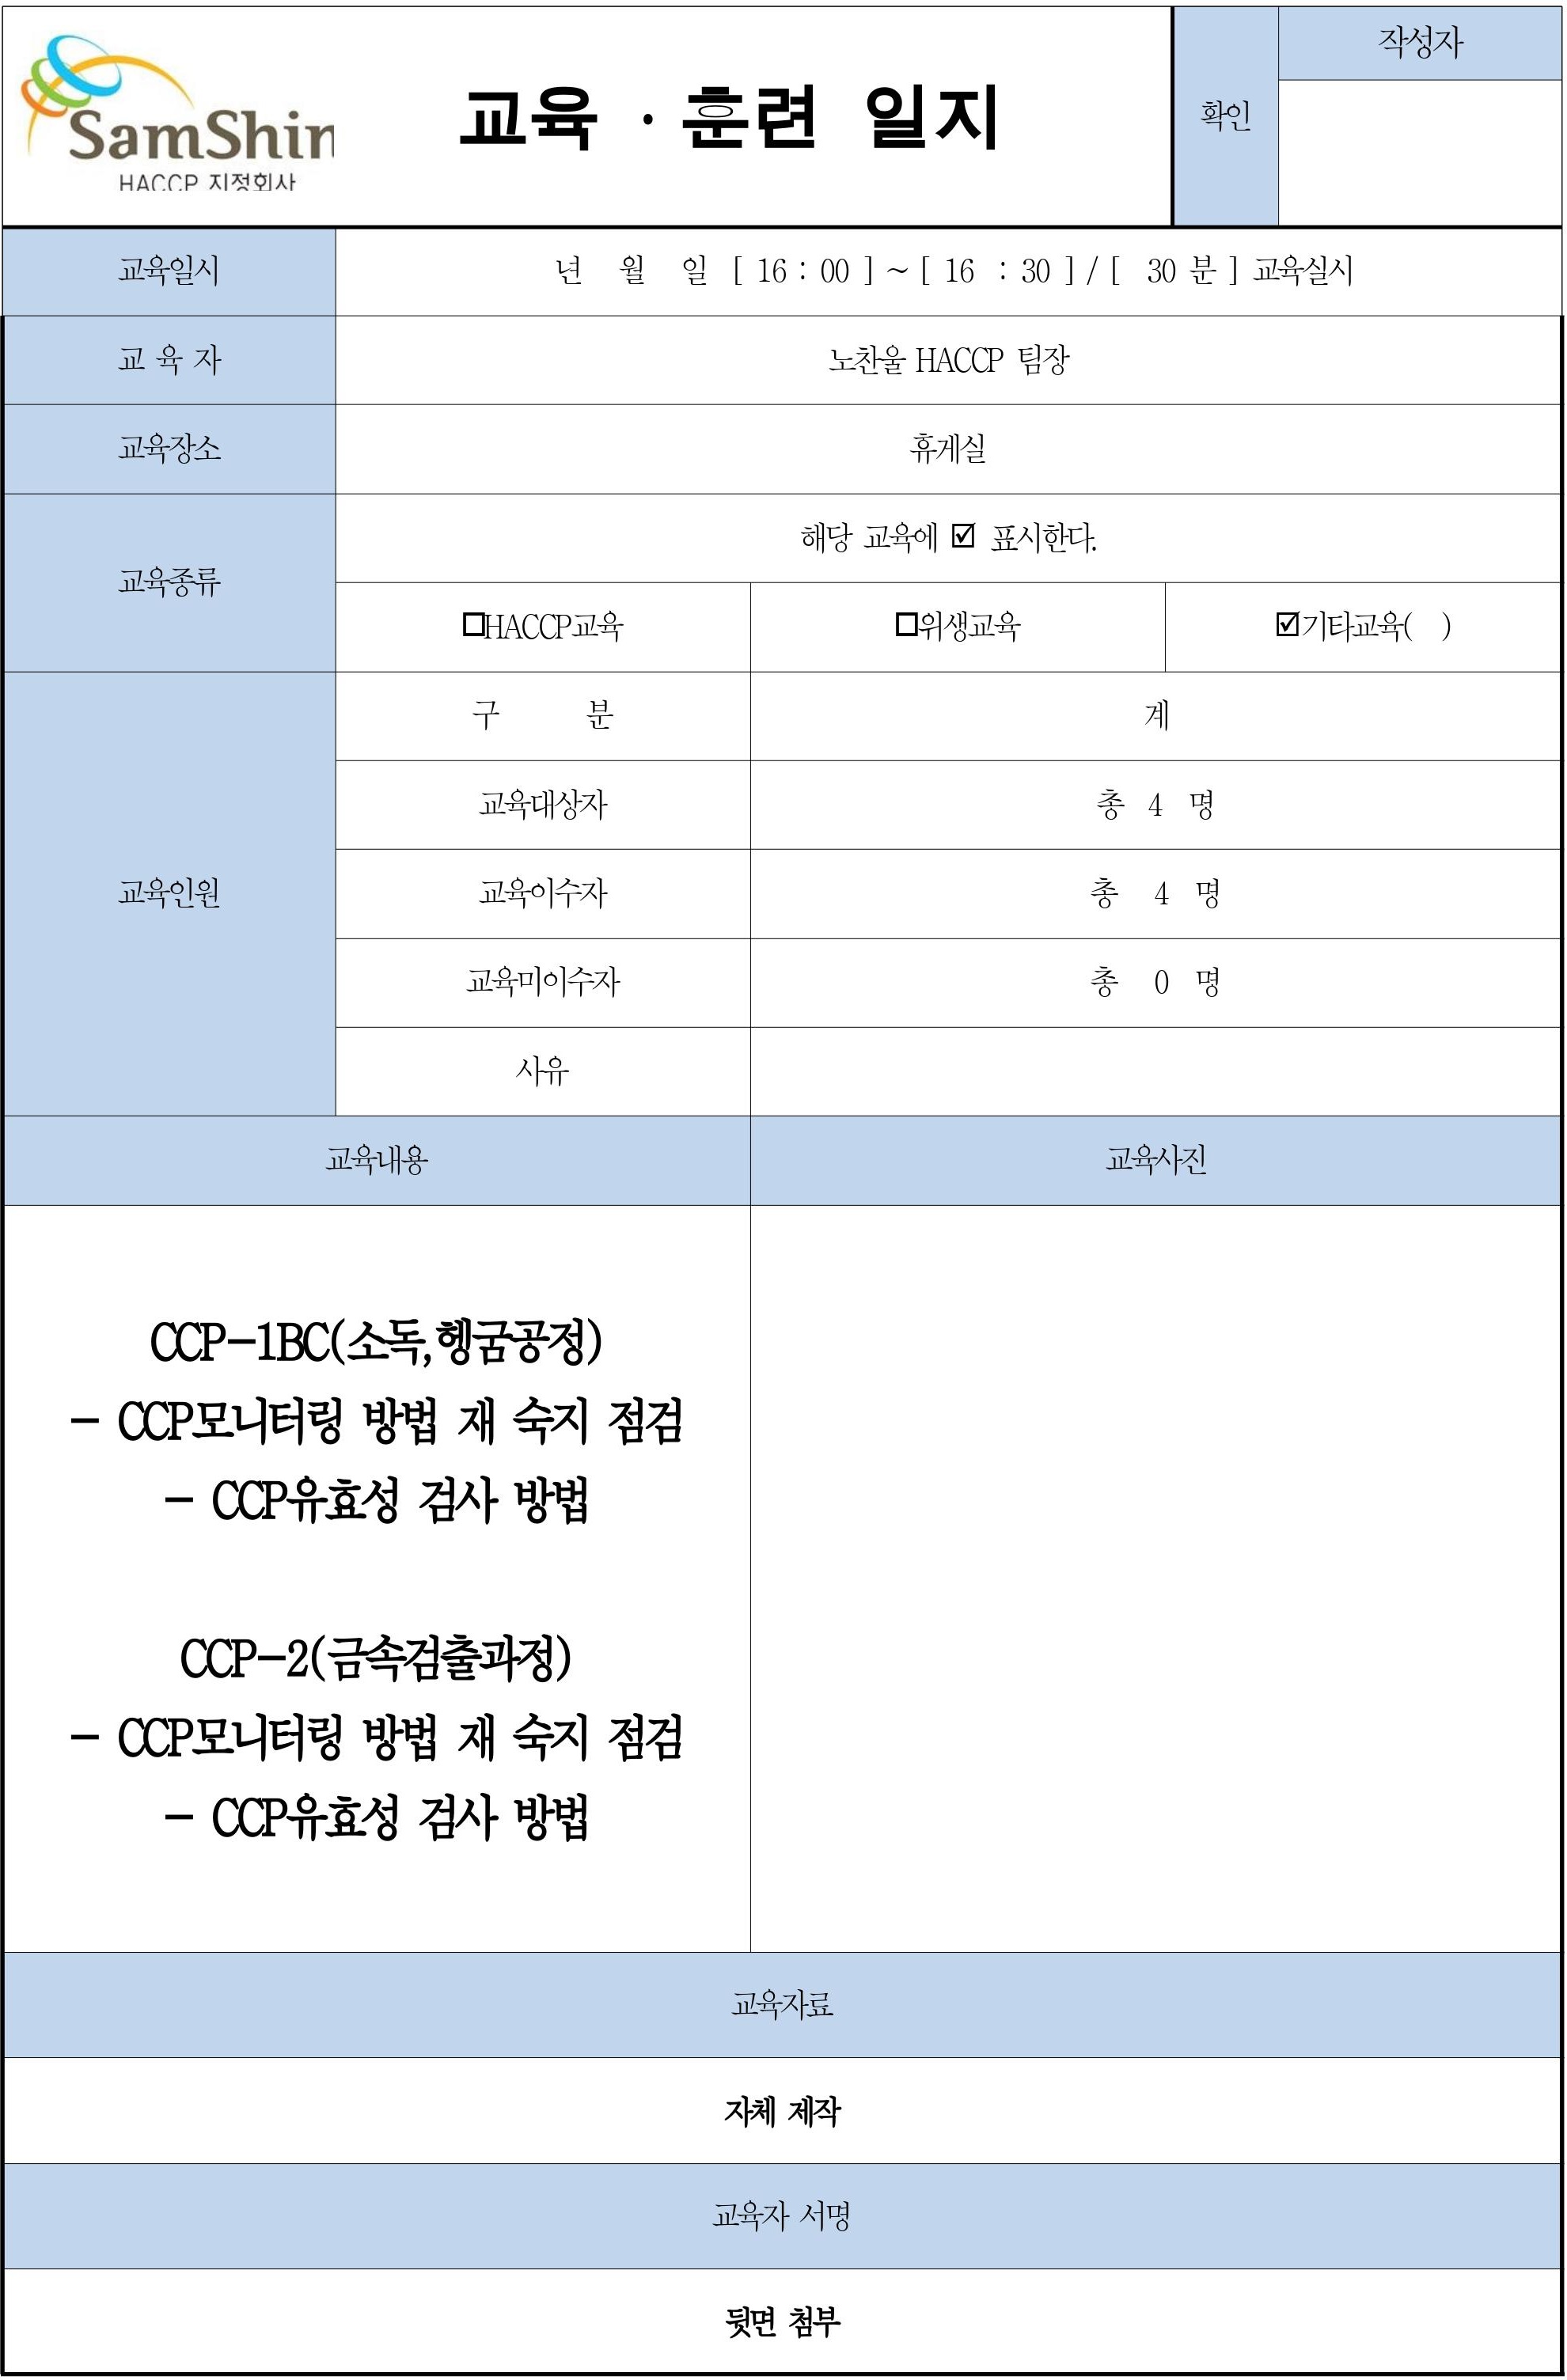 SamShin
HACCP 지정회사
교육 · 훈련 일지
확인
작성자
교육일시
년 월 일 [ 16 : 00 ] ~ [ 16 : 30 ] / [ 30 분 ] 교육실시
교 육 자
노찬울 HACCP 팀장
교육장소
휴게실
교육종류
해당 교육에 ☑ 표시한다.
□HACCP교육
□위생교육
☑기타교육( )
교육인원
구 분
계
교육대상자
총 4 명
교육이수자
총 4 명
교육미이수자
총 0 명
사유
교육내용
교육사진
CCP-1BC(소독,헹굼공정)
- CCP모니터링 방법 재 숙지 점검
- CCP유효성 검사 방법
CCP-2(금속검출과정)
- CCP모니터링 방법 재 숙지 점검
- CCP유효성 검사 방법
교육자료
자체 제작
교육자 서명
뒷면 첨부